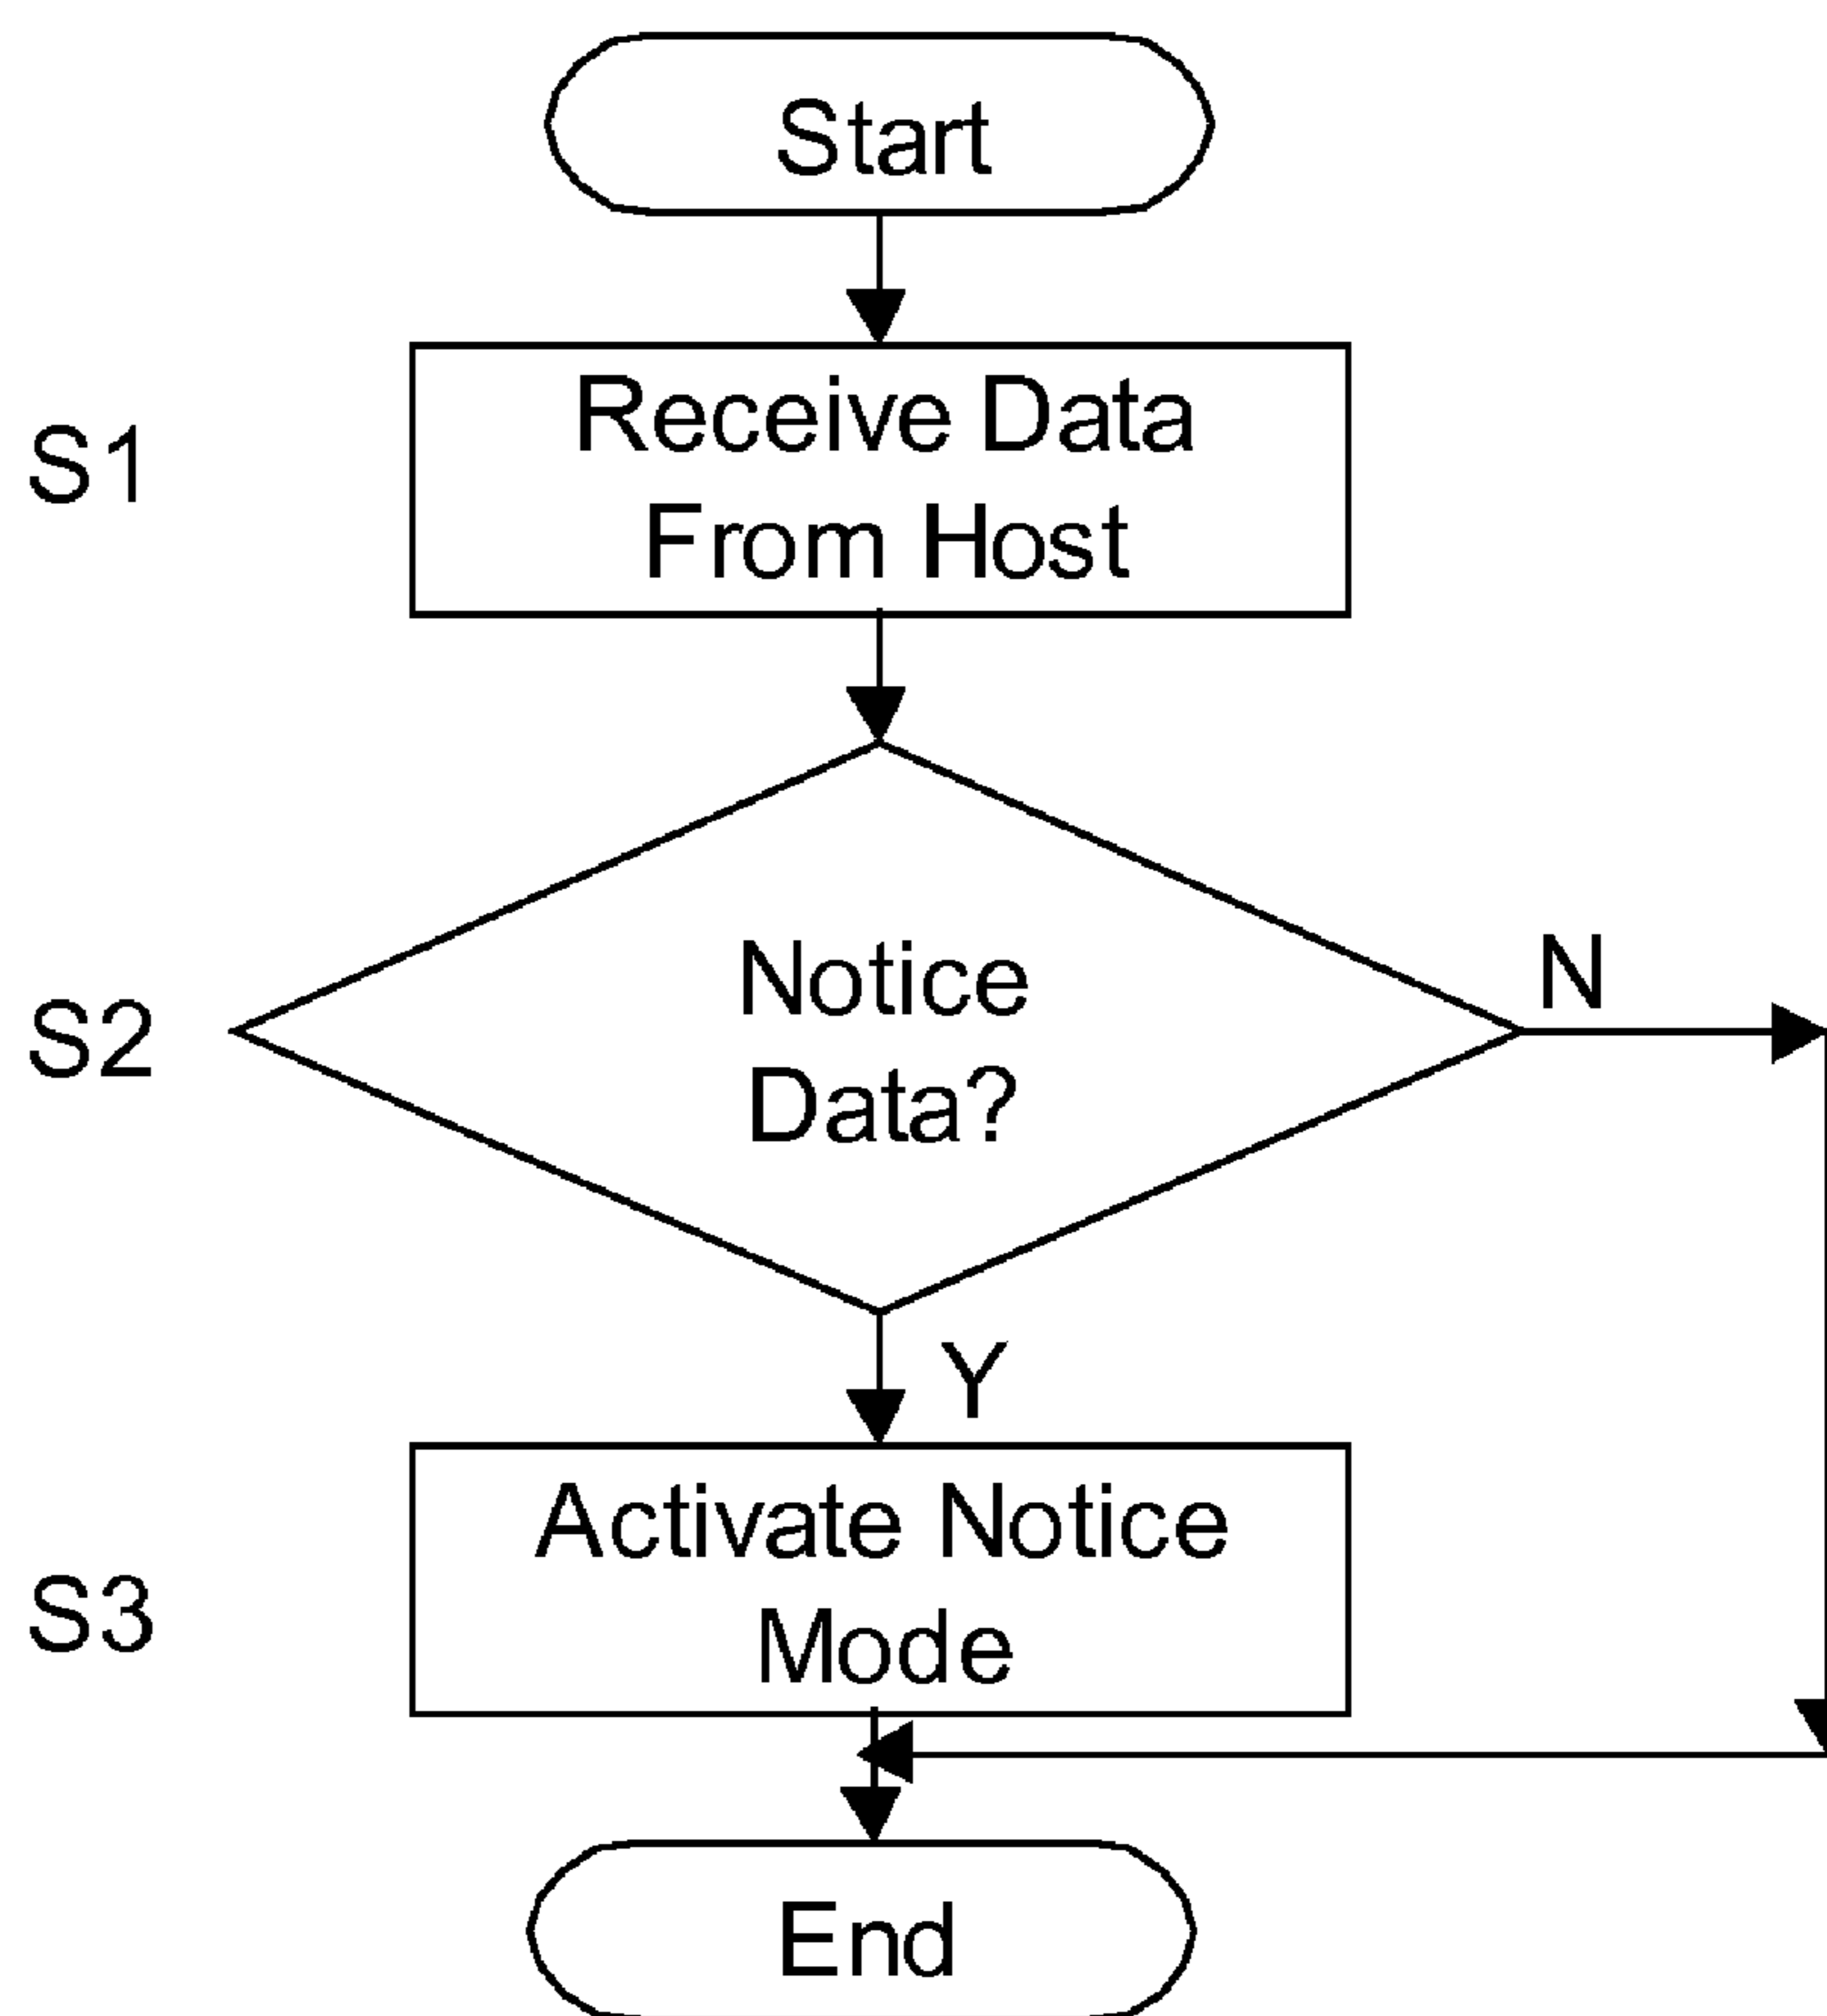 Start
S1
Receive Data
From Host
S2
Notice
Data?
N
Y
S3
Activate Notice
Mode
End